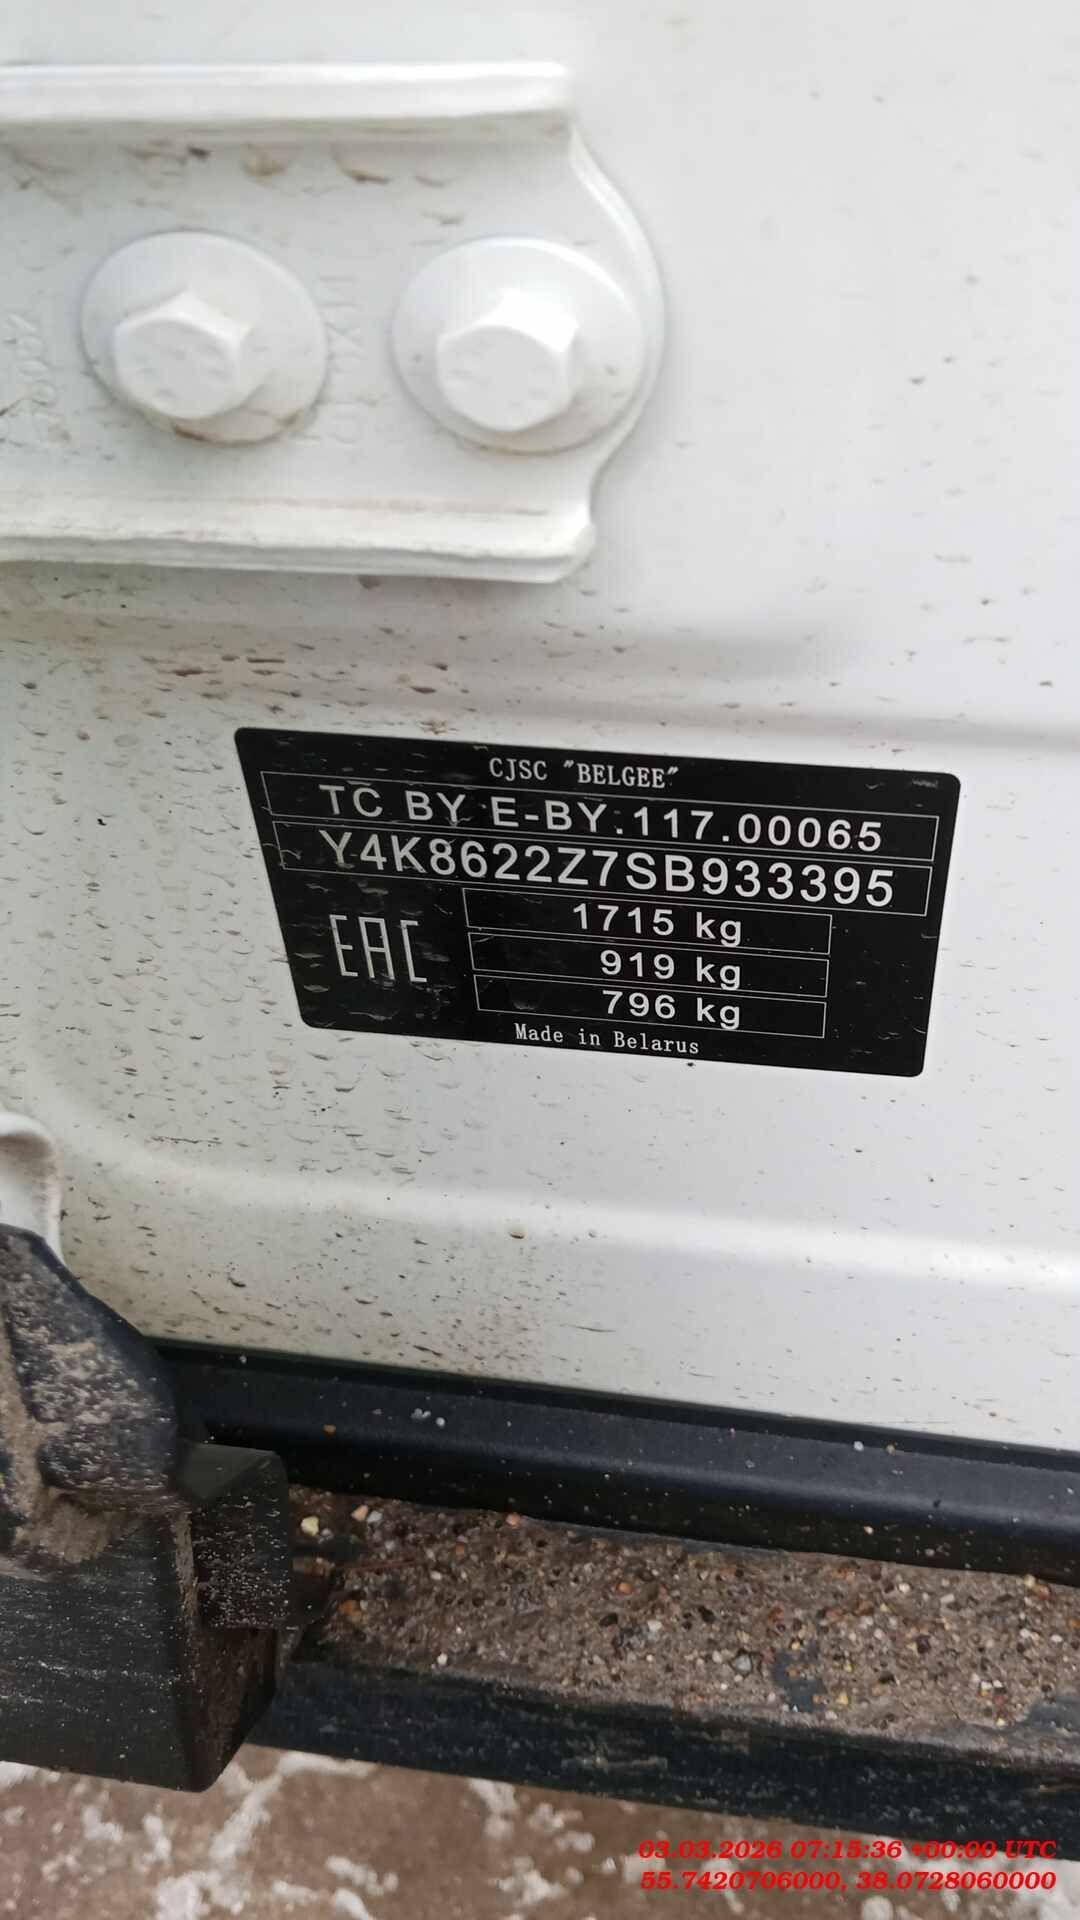 CJSC "BELGEE"
TC BY E-BY.117.00065
Y4K8622Z7SB933395
1715 kg
EAC
919 kg
796 kg
Made in Belarus
03.03.2026 07:15:36 +00:00 UTC
55.7420706000, 38.0728060000